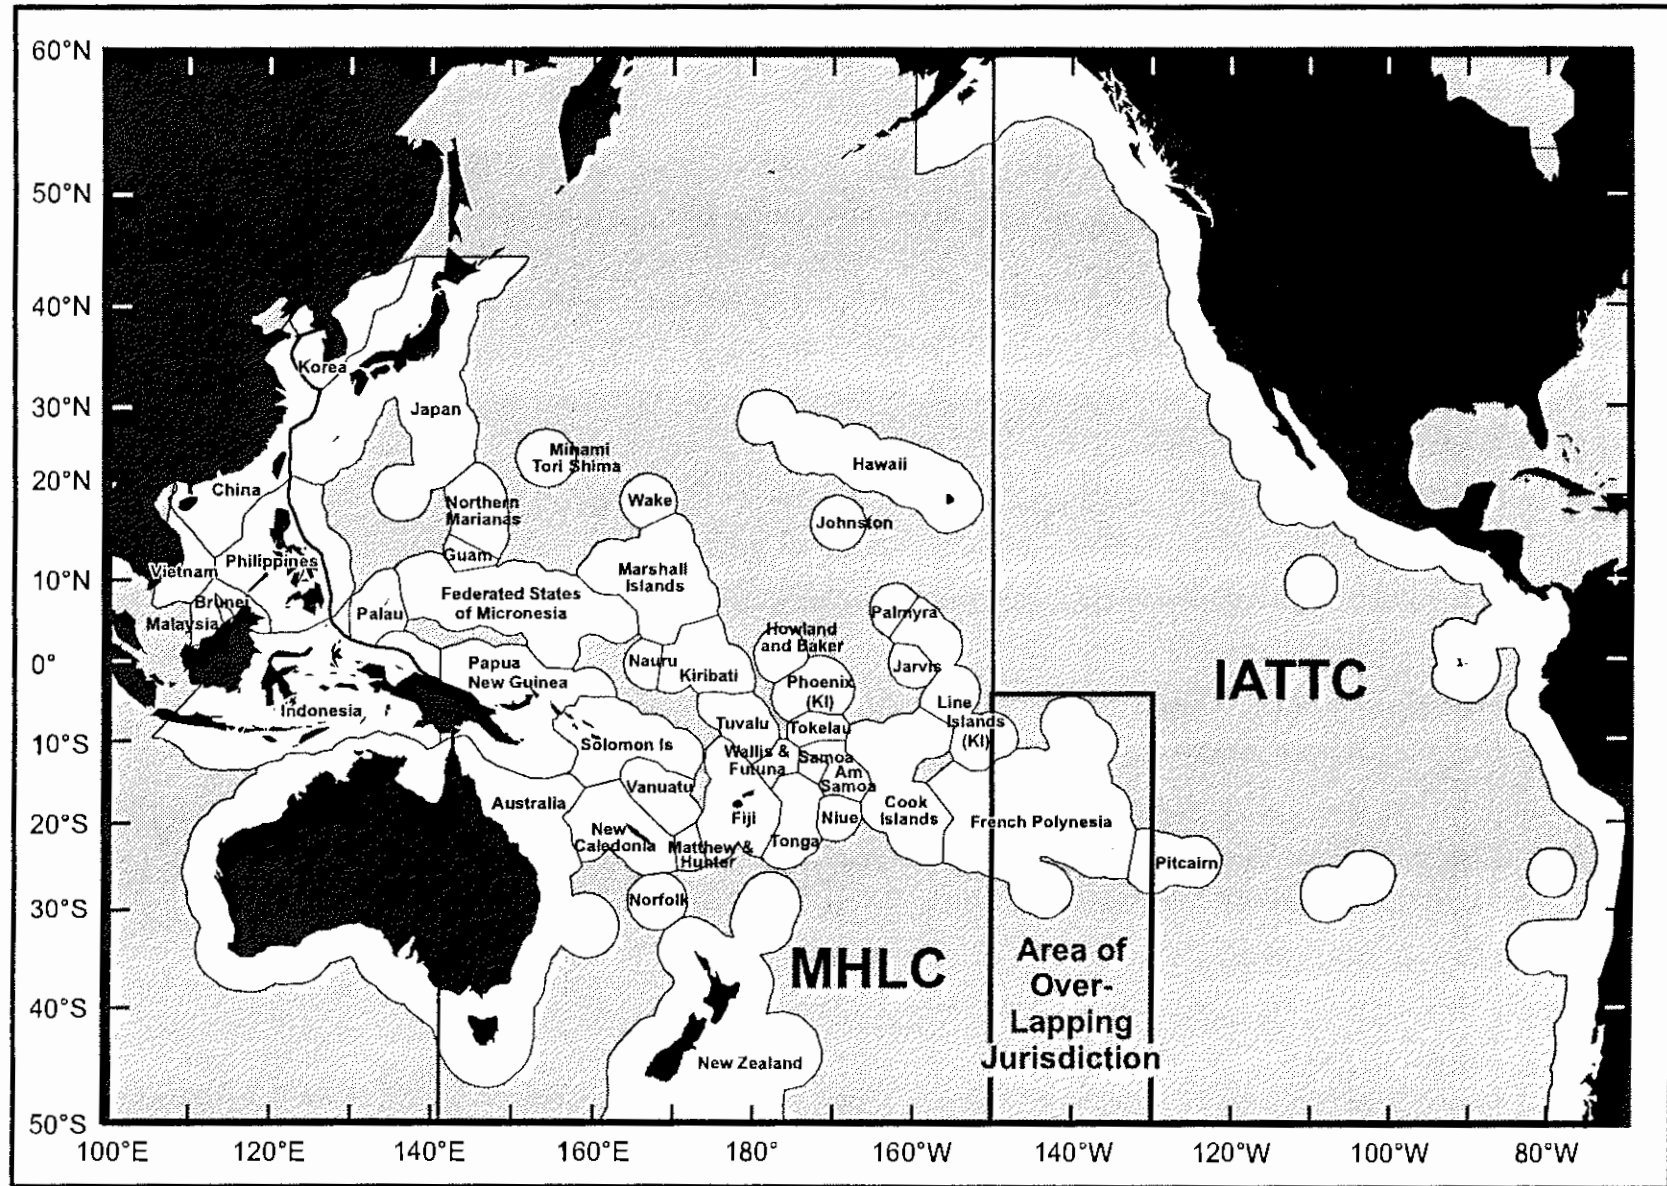 60°N
50°N
40°N
Korea
30°N
Japan
Minami
Tori Shima
Hawaii
20°N
China
Northern
Marianas
Wake
Johnston
Guam
10°N
Vietnam
Philippines
Marshall
Islands
Brunei
Malaysia
Palau
Federated States
of Micronesia
Palmyra
Howland
and Baker
0°
Papua
New Guinea
Nauru
Kiribati
Jarvis
Phoenix
(KI)
IATTC
Indonesia
Line
Islands
(KI)
Tuvalu
Tokelau
10°S
Solomon Is
Wallis &
Futuna
Samoa
Am
Samoa
Vanuatu
Australia
Cook
Islands
20°S
Fiji
Niue
French Polynesia
New
Caledonia
Matthew &
Hunter
Tonga
Pitcairn
30°S
Norfolk
MHLC
Area of
Over-
Lapping
Jurisdiction
40°S
New Zealand
50°S
100°E 120°E 140°E 160°E 180° 160°W 140°W 120°W 100°W 80°W